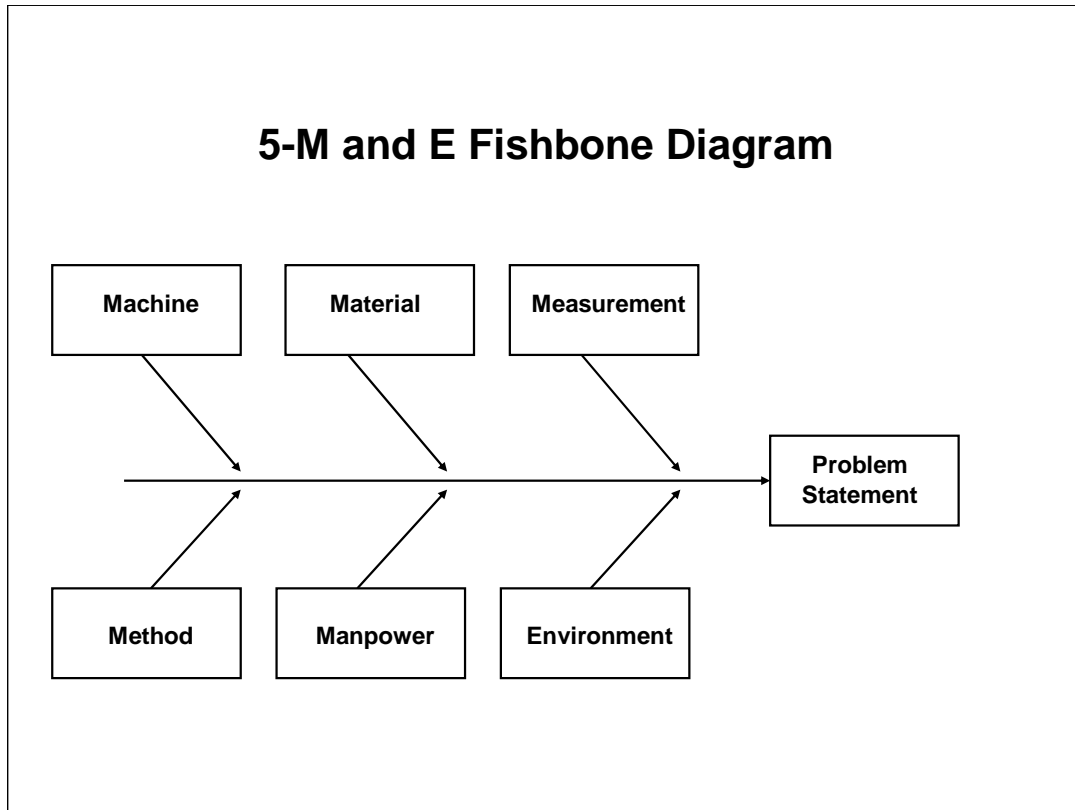 5-M and E Fishbone Diagram
Machine
Material
Measurement
Problem
Statement
Method
Manpower
Environment